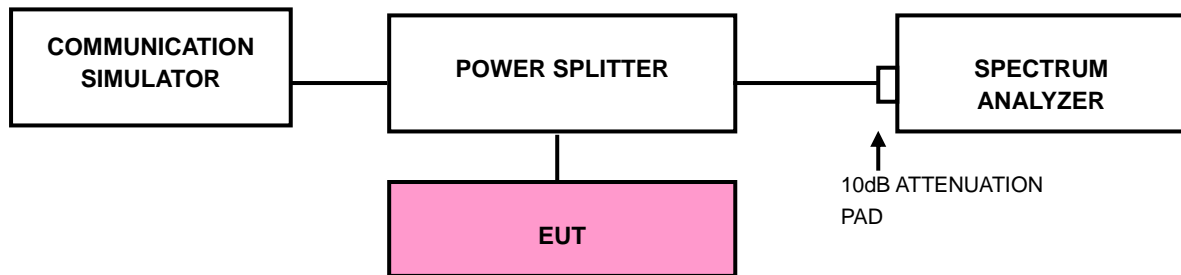 COMMUNICATION
SIMULATOR
POWER SPLITTER
SPECTRUM
ANALYZER
10dB ATTENUATION
PAD
EUT